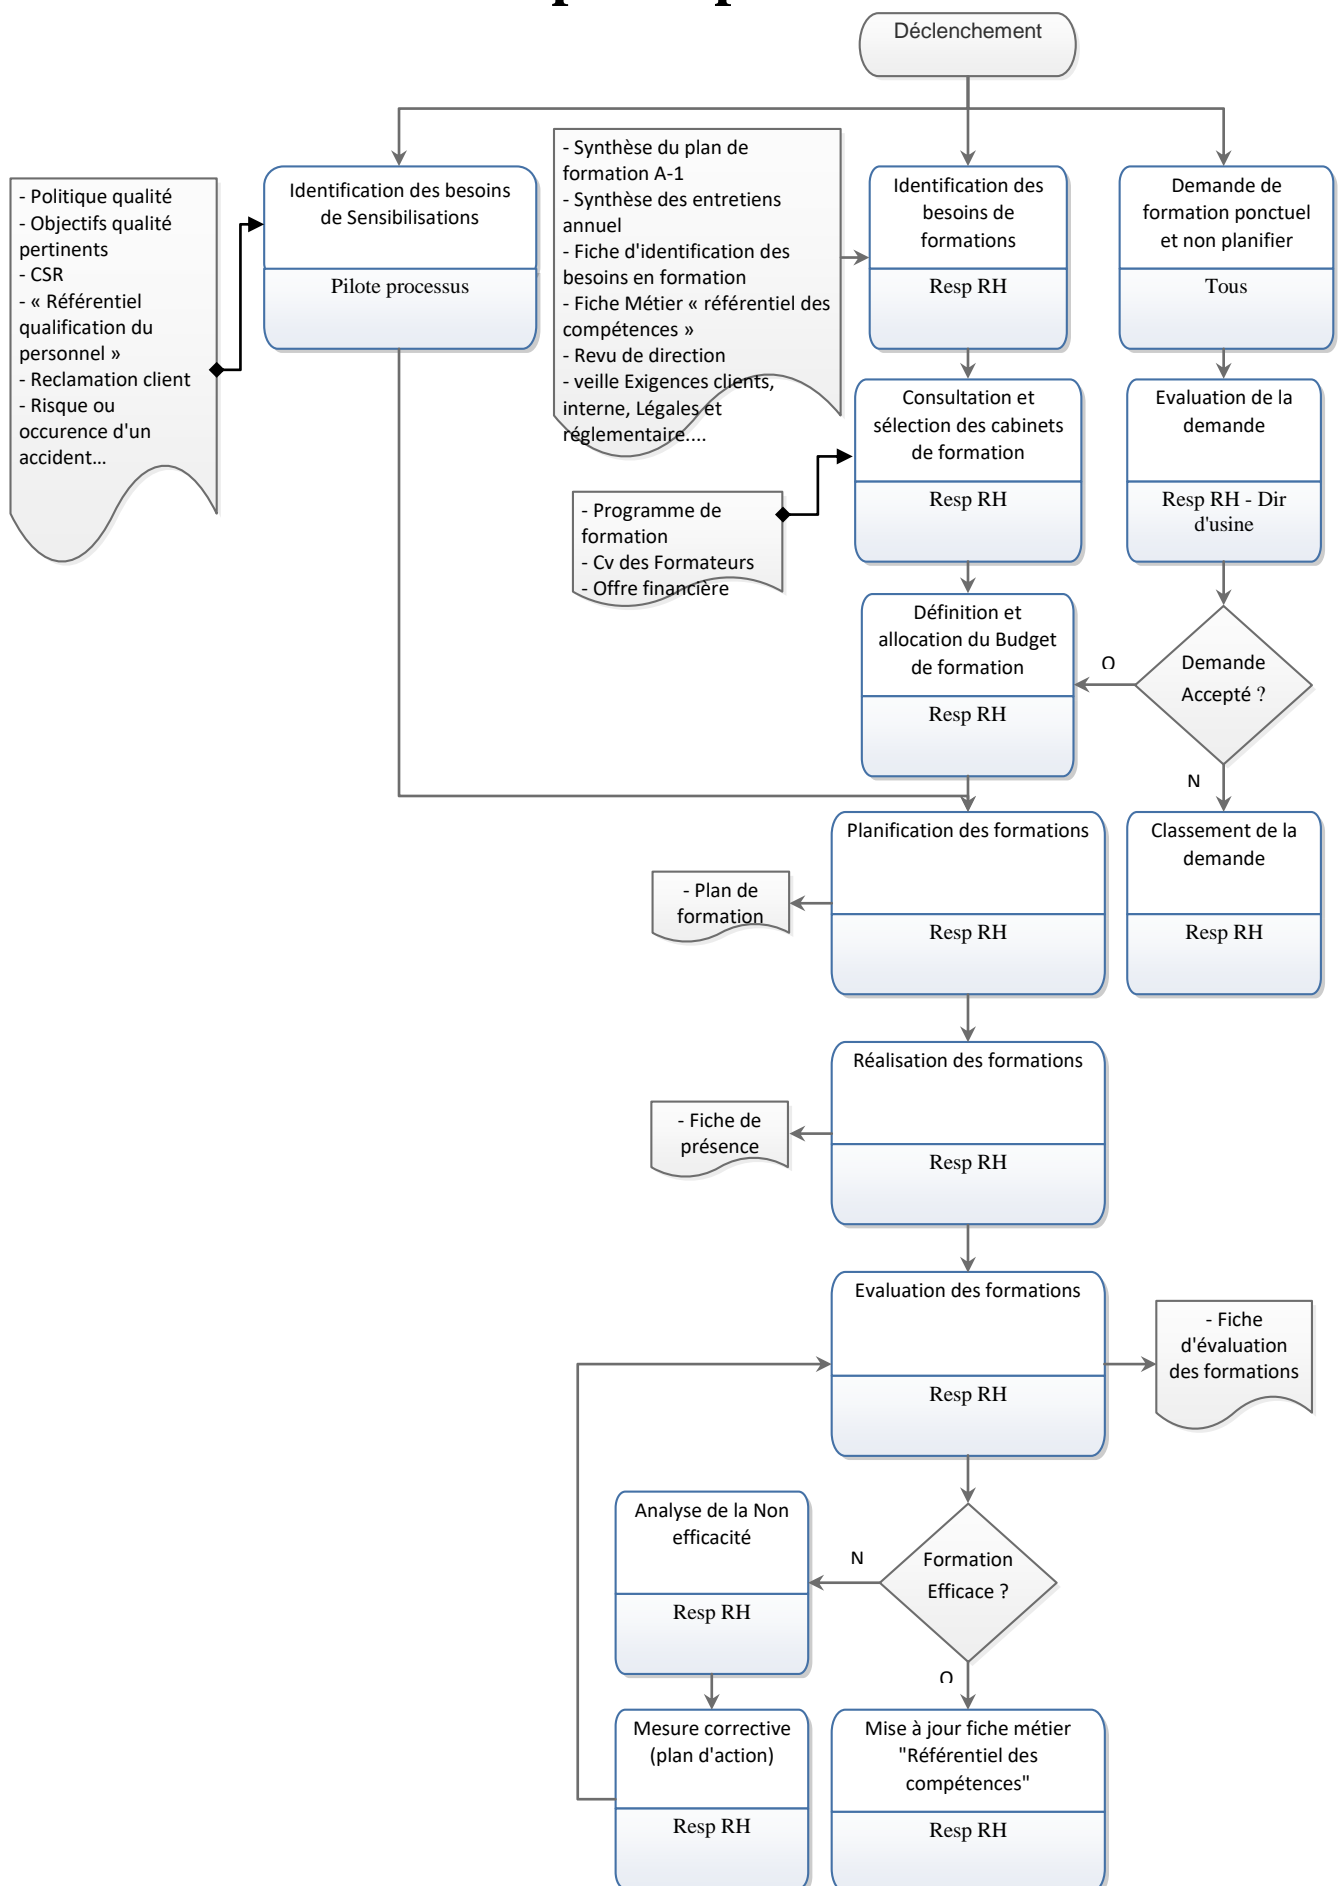 Déclenchement
- Politique qualité
- Objectifs qualité
pertinents
- CSR
- « Référentiel
qualification du
personnel »
- Reclamation client
- Risque ou
occurence d'un
accident...
Identification des besoins
de Sensibilisations
Pilote processus
- Synthèse du plan de
formation A-1
- Synthèse des entretiens
annuel
- Fiche d'identification des
besoins en formation
- Fiche Métier « référentiel des
compétences »
- Revu de direction
- veille Exigences clients,
interne, Légales et
réglementaire....
Identification des
besoins de
formations
Resp RH
Demande de
formation ponctuel
et non planifier
Tous
Consultation et
sélection des cabinets
de formation
Resp RH
Evaluation de la
demande
Resp RH - Dir
d'usine
- Programme de
formation
- Cv des Formateurs
- Offre financière
Définition et
allocation du Budget
de formation
Resp RH
O
Demande
Accepté ?
N
Planification des formations
Resp RH
Classement de la
demande
Resp RH
- Plan de
formation
Réalisation des formations
Resp RH
- Fiche de
présence
Evaluation des formations
Resp RH
- Fiche
d'évaluation
des formations
Analyse de la Non
efficacité
Resp RH
N
Formation
Efficace ?
O
Mesure corrective
(plan d'action)
Resp RH
Mise à jour fiche métier
"Référentiel des
compétences"
Resp RH